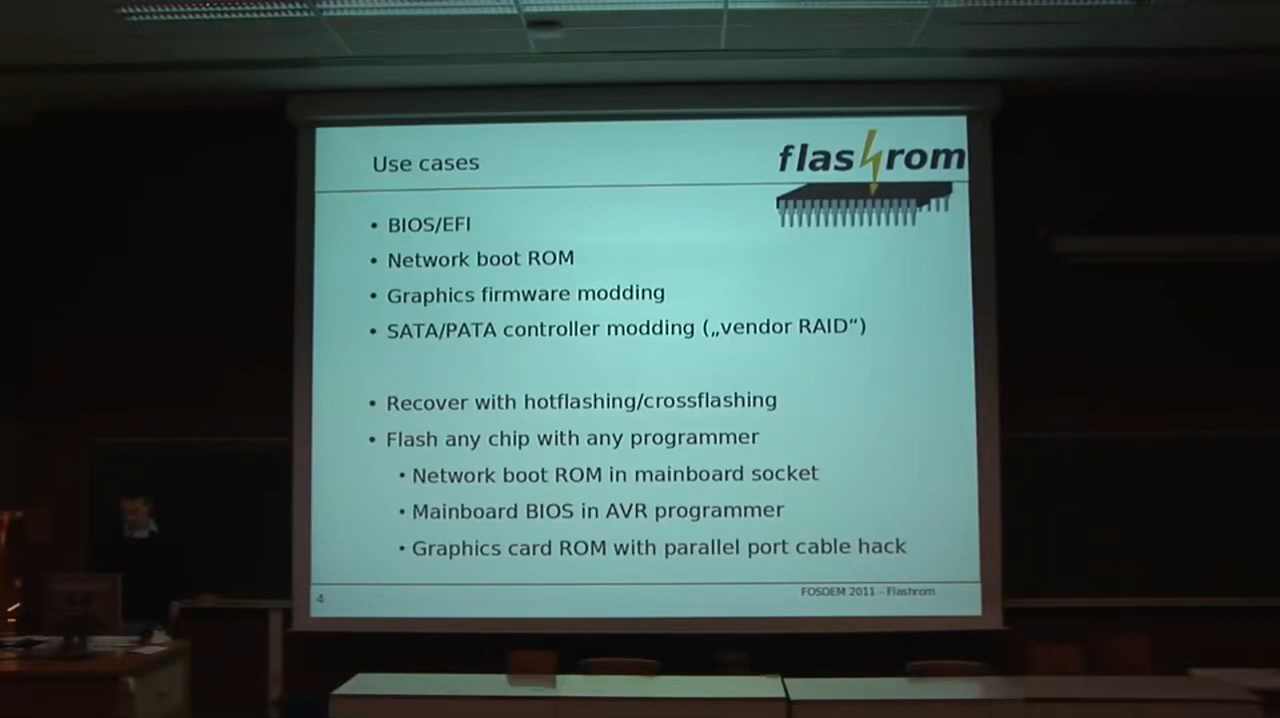 Use cases
flashrom
• BIOS/EFI
• Network boot ROM
• Graphics firmware modding
• SATA/PATA controller modding („vendor RAID“)
• Recover with hotflashing/crossflashing
• Flash any chip with any programmer
• Network boot ROM in mainboard socket
• Mainboard BIOS in AVR programmer
• Graphics card ROM with parallel port cable hack
4
FOSDEM 2011 - Flashrom